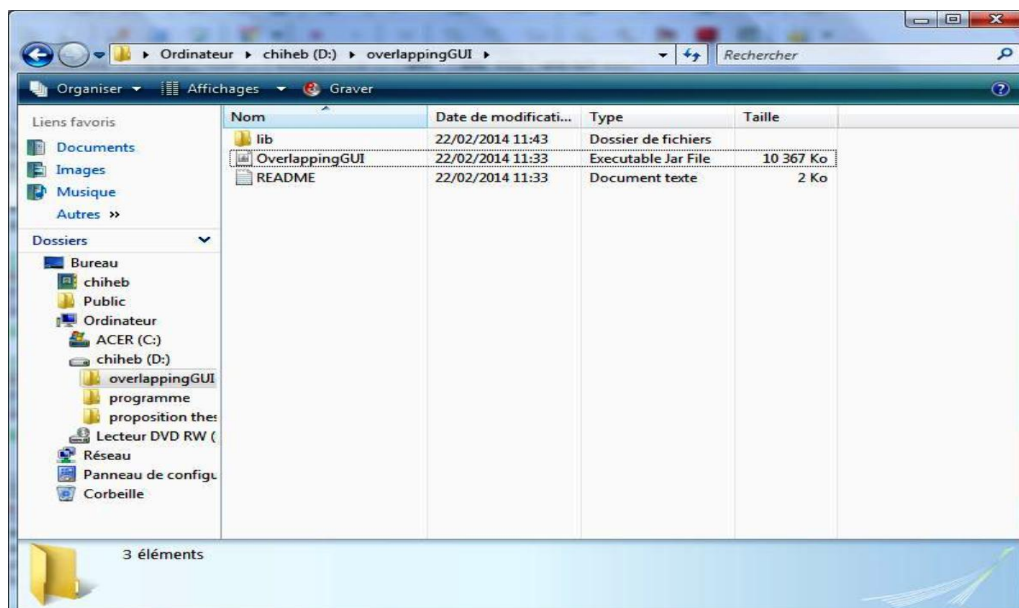 Ordinateur chiheb (D:) overlappingGUI Rechercher
Organiser Affichages Graver
Liens favoris
Documents
Images
Musique
Autres »
Dossiers
Bureau
chiheb
Public
Ordinateur
ACER (C:)
chiheb (D:)
overlappingGUI
programme
proposition thes
Lecteur DVD RW (
Réseau
Panneau de configu
Corbeille
Nom Date de modificati... Type Taille
lib 22/02/2014 11:43 Dossier de fichiers
OverlappingGUI 22/02/2014 11:33 Executable Jar File 10 367 Ko
README 22/02/2014 11:33 Document texte 2 Ko
3 éléments